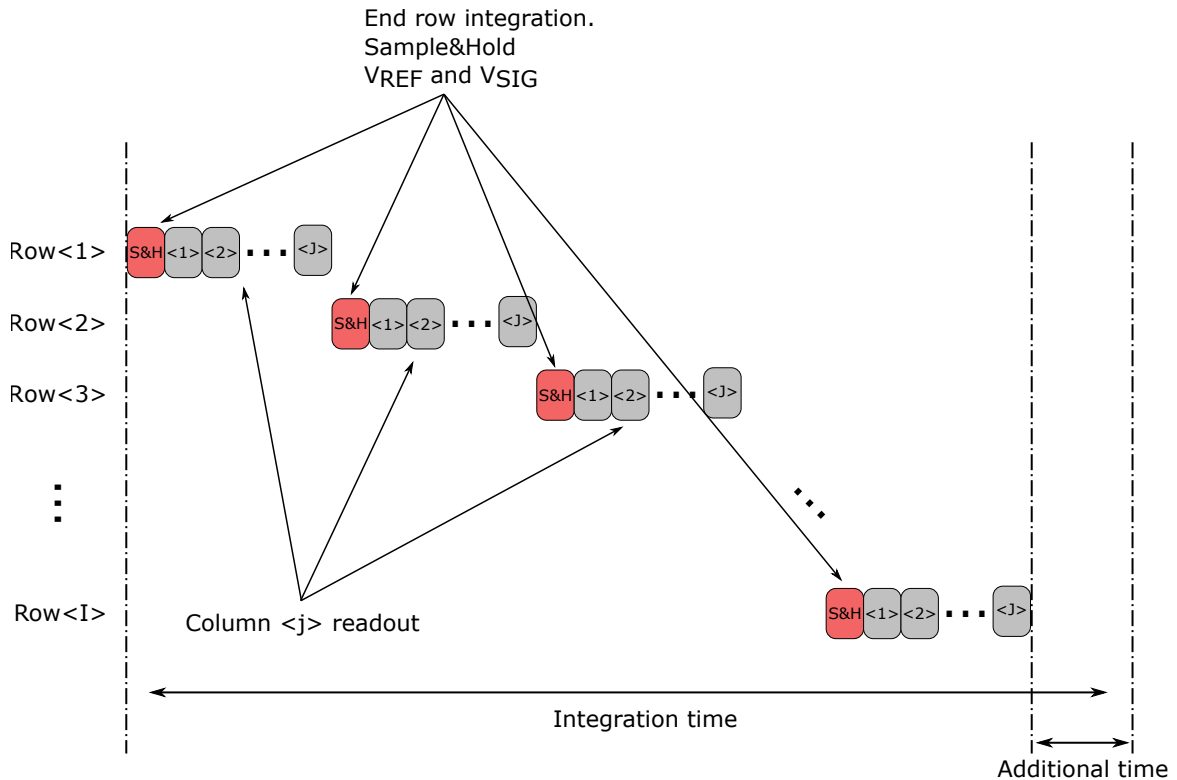 End row integration.
Sample&Hold
VREF and VSIG
Row<1>
S&H <1> <2> ... <J>
Row<2>
S&H <1> <2> ... <J>
Row<3>
S&H <1> <2> ... <J>
...
...
Row<I>
S&H <1> <2> ... <J>
Column <j> readout
Integration time
Additional time